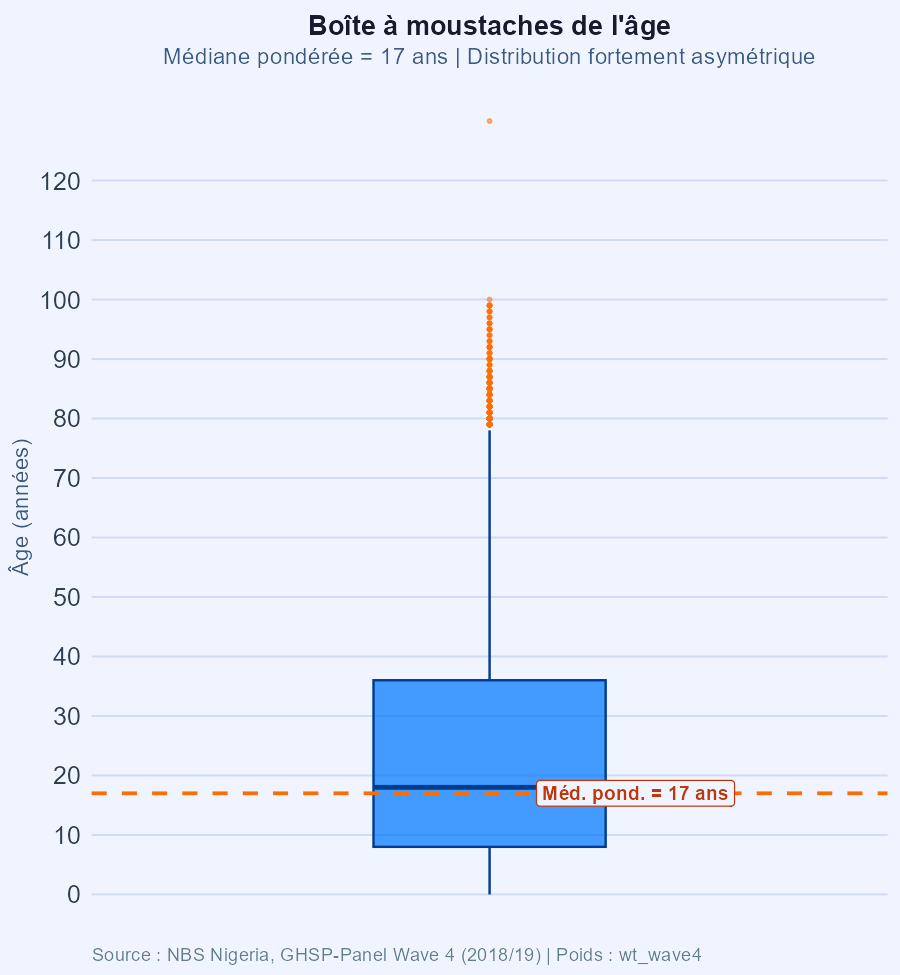 Boîte à moustaches de l'âge
Médiane pondérée = 17 ans | Distribution fortement asymétrique
120
110
100
90
80
70
60
50
40
30
20
10
0
Âge (années)
Méd. pond. = 17 ans
Source : NBS Nigeria, GHSP-Panel Wave 4 (2018/19) | Poids : wt_wave4